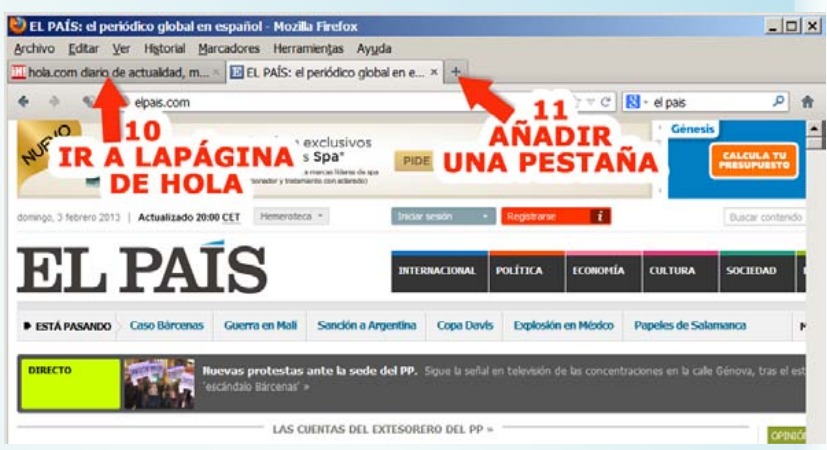 EL PAÍS: el periódico global en español - Mozilla Firefox
Archivo Editar Ver Historial Marcadores Herramientas Ayuda
hola.com diario de actualidad, m... EL PAÍS: el periódico global en e...
elpais.com el pais
10
IR A LAPÁGINA
DE HOLA
11
AÑADIR
UNA PESTAÑA
NUEVO
exclusivos
Spa*
PIDE
Génesis
CALCULA TU
PRESUPUESTO
domingo, 3 febrero 2013 | Actualizado 20:00 CET Hemeroteca Iniciar sesión Registrarse i Buscar contenido
EL PAÍS
INTERNACIONAL POLÍTICA ECONOMÍA CULTURA SOCIEDAD
ESTÁ PASANDO Caso Bárcenas Guerra en Malí Sanción a Argentina Copa Davis Explosión en México Papeles de Salamanca
DIRECTO
Nuevas protestas ante la sede del PP. Sigue la señal en televisión de las concentraciones en la calle Génova, tras el
'escándalo Bárcenas' »
LAS CUENTAS DEL EXTESORERO DEL PP »
OPINIÓN